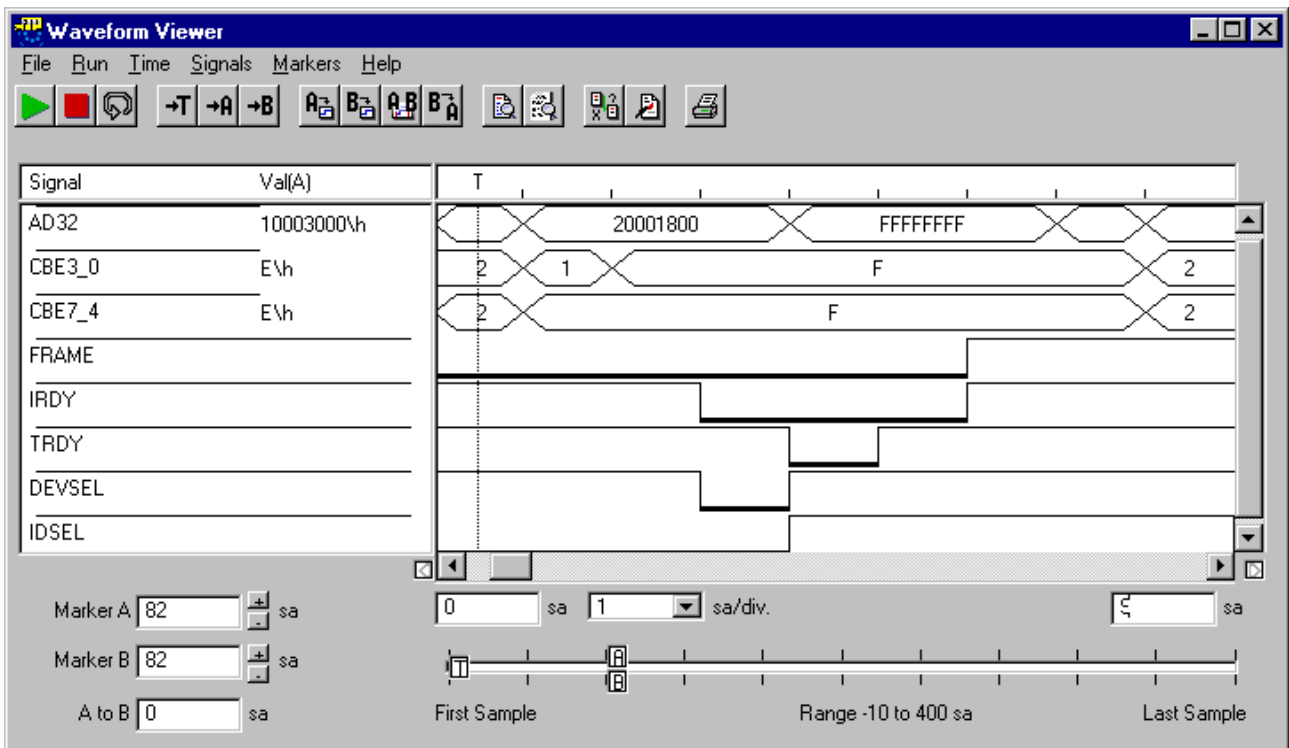 Waveform Viewer
File Run Time Signals Markers Help
→T →A →B A B A B B A
Signal Val(A) T
AD32 10003000\h 20001800 FFFFFFFF
CBE3_0 E\h 2 1 F 2
CBE7_4 E\h 2 F 2
FRAME
IRDY
TRDY
DEVSEL
IDSEL
Marker A 82 + - sa 0 sa 1 sa/div. sa
Marker B 82 + - sa T A B
A to B 0 sa First Sample Range -10 to 400 sa Last Sample